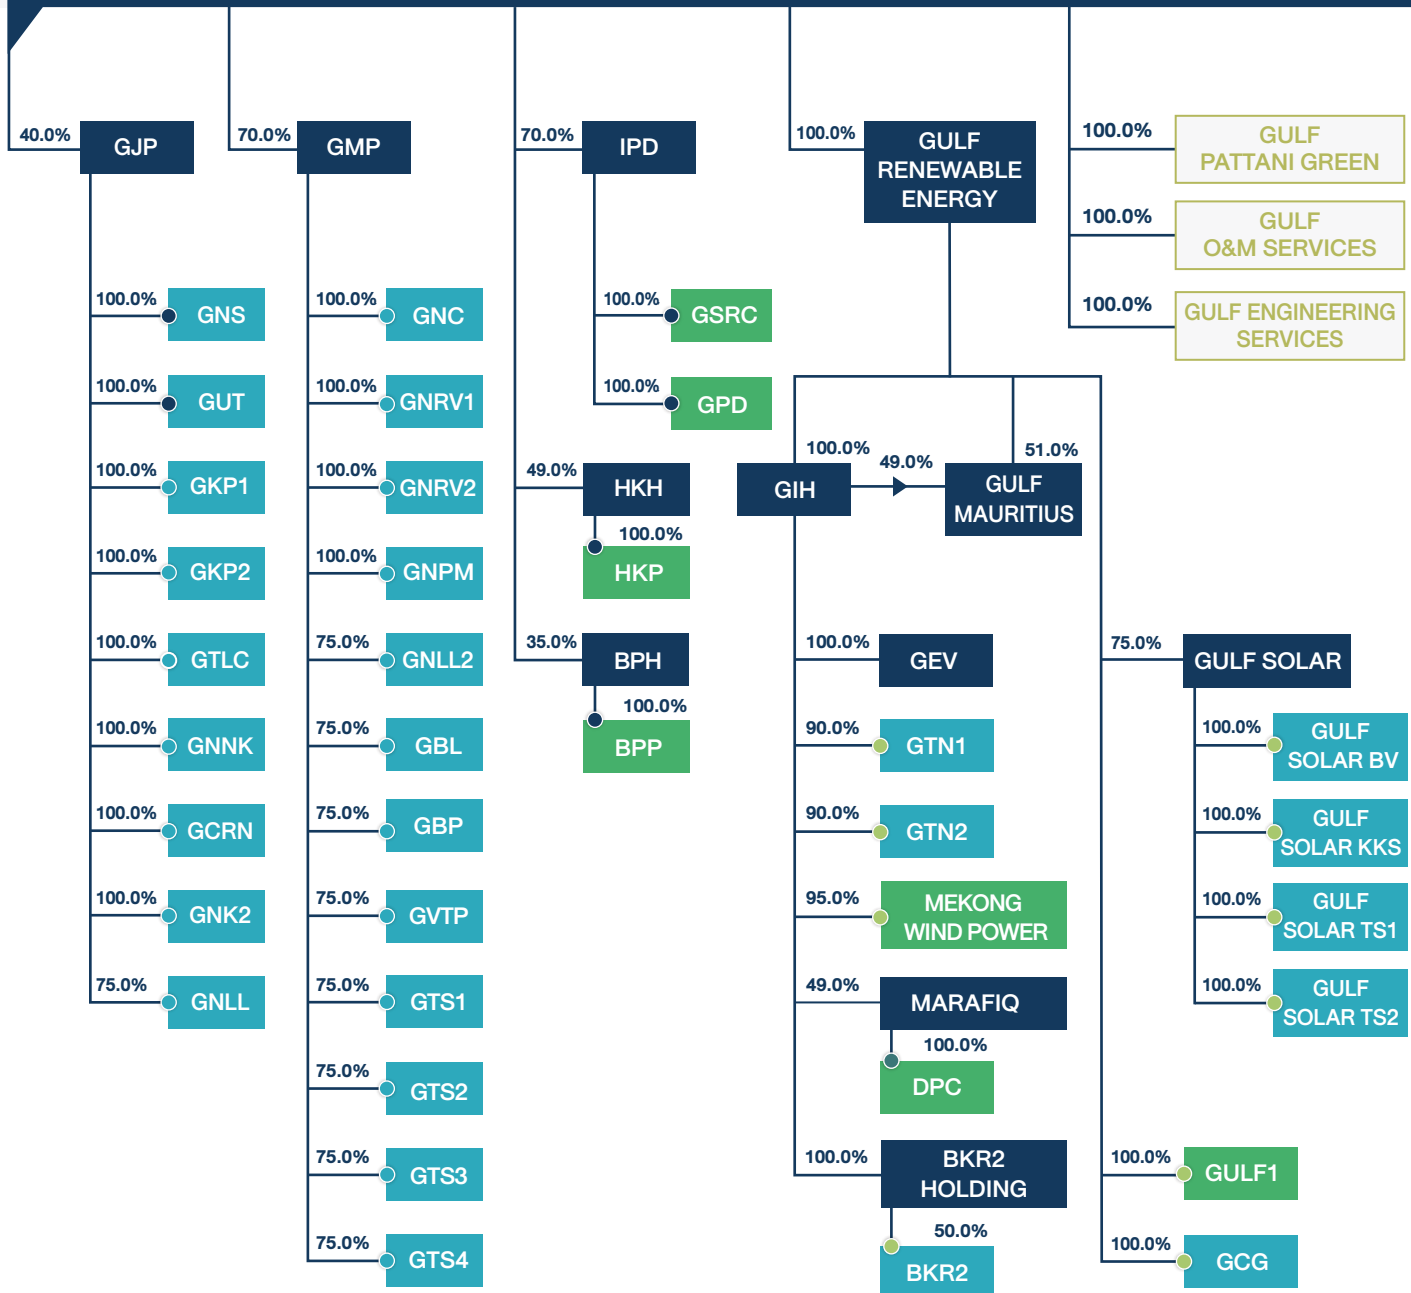 40.0%
GJP
100.0%
GNS
100.0%
GUT
100.0%
GKP1
100.0%
GKP2
100.0%
GTLC
100.0%
GNNK
100.0%
GCRN
100.0%
GNK2
75.0%
GNLL
70.0%
GMP
100.0%
GNC
100.0%
GNRV1
100.0%
GNRV2
100.0%
GNPM
75.0%
GNLL2
75.0%
GBL
75.0%
GBP
75.0%
GVTP
75.0%
GTS1
75.0%
GTS2
75.0%
GTS3
75.0%
GTS4
70.0%
IPD
100.0%
GSRC
100.0%
GPD
49.0%
HKH
100.0%
HKP
35.0%
BPH
100.0%
BPP
100.0%
GULF
RENEWABLE
ENERGY
100.0%
GIH
49.0%
51.0%
GULF
MAURITIUS
100.0%
GEV
90.0%
GTN1
90.0%
GTN2
95.0%
MEKONG
WIND POWER
49.0%
MARAFIQ
100.0%
DPC
100.0%
BKR2
HOLDING
50.0%
BKR2
75.0%
GULF SOLAR
100.0%
GULF
SOLAR BV
100.0%
GULF
SOLAR KKS
100.0%
GULF
SOLAR TS1
100.0%
GULF
SOLAR TS2
100.0%
GULF1
100.0%
GCG
100.0%
GULF
PATTANI GREEN
100.0%
GULF
O&M SERVICES
100.0%
GULF ENGINEERING
SERVICES